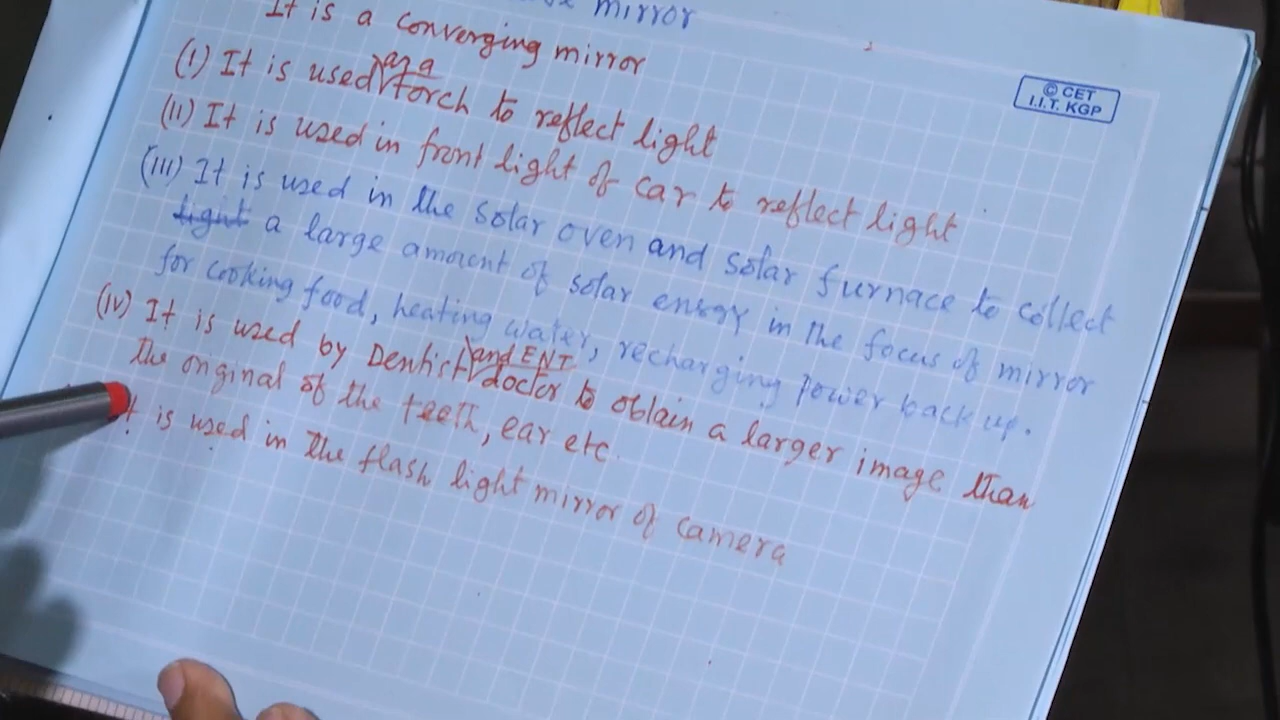 mirror
It is a converging mirror
© CET
I.I.T. KGP
(i) It is used as a torch to reflect light
(ii) It is used in front light of car to reflect light
(iii) It is used in the solar oven and solar furnace to collect
light a large amount of solar energy in the focus of mirror
for cooking food, heating water, recharging power back up.
(iv) It is used by Dentist and ENT doctor to obtain a larger image than
the original of the teeth, ear etc.
is used in the flash light mirror of camera